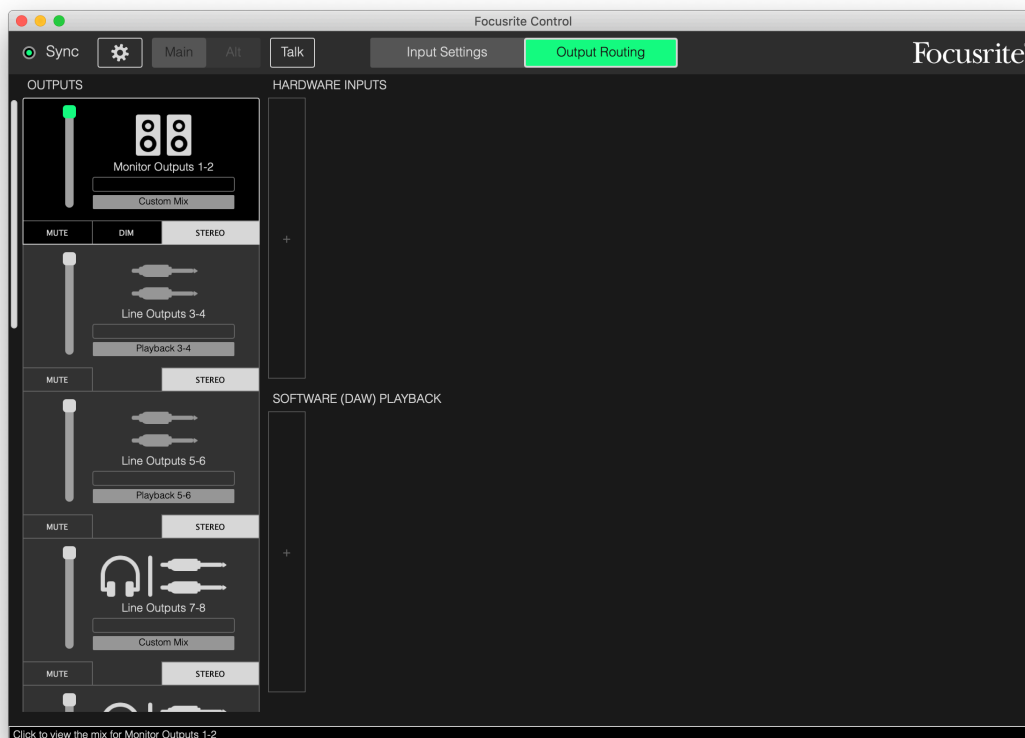 Focusrite Control
Sync
Main
Alt
Talk
Input Settings
Output Routing
Focusrite
OUTPUTS
HARDWARE INPUTS
Monitor Outputs 1-2
Custom Mix
MUTE
DIM
STEREO
+
Line Outputs 3-4
Playback 3-4
MUTE
STEREO
SOFTWARE (DAW) PLAYBACK
Line Outputs 5-6
Playback 5-6
MUTE
STEREO
+
Line Outputs 7-8
Custom Mix
MUTE
STEREO
Click to view the mix for Monitor Outputs 1-2